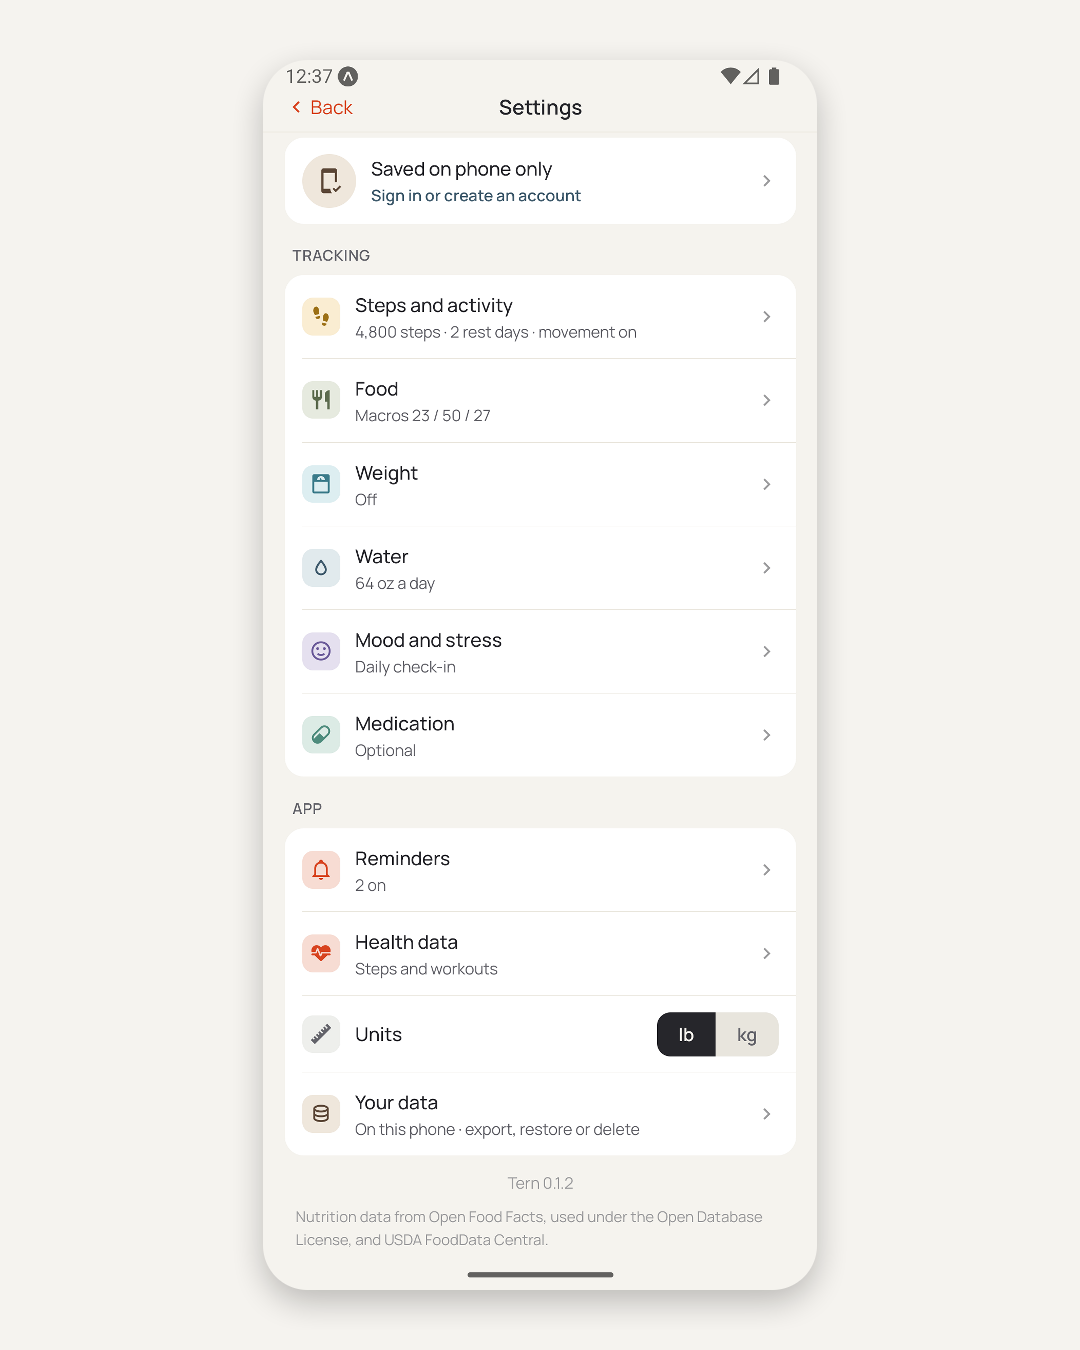 12:37
Back
Settings
Saved on phone only
Sign in or create an account
TRACKING
Steps and activity
4,800 steps · 2 rest days · movement on
Food
Macros 23 / 50 / 27
Weight
Off
Water
64 oz a day
Mood and stress
Daily check-in
Medication
Optional
APP
Reminders
2 on
Health data
Steps and workouts
Units
lb
kg
Your data
On this phone · export, restore or delete
Tern 0.1.2
Nutrition data from Open Food Facts, used under the Open Database
License, and USDA FoodData Central.